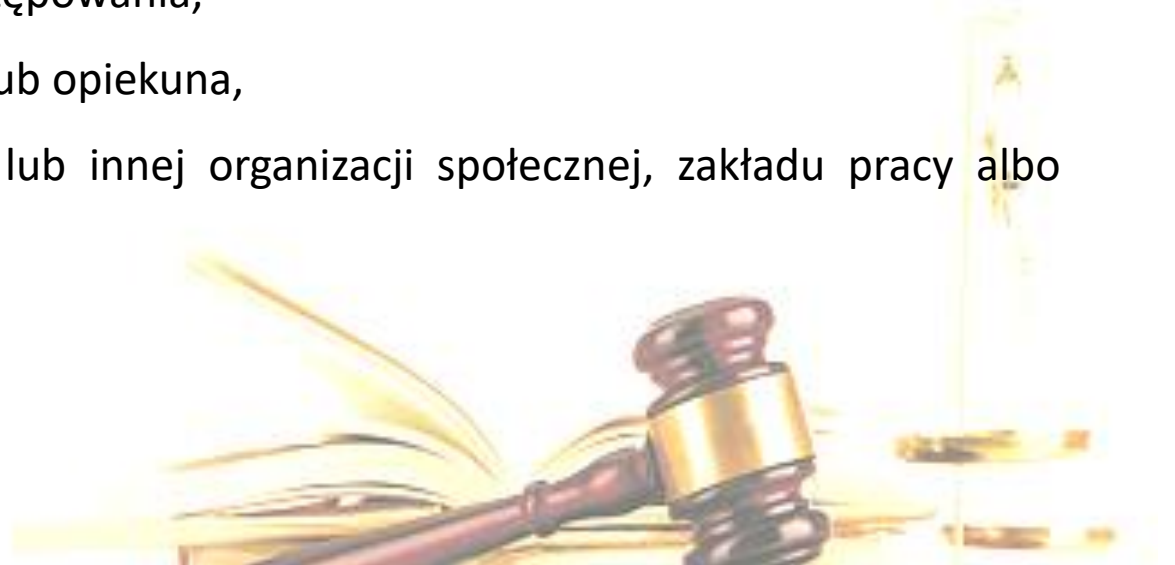 ępowania,
ub opiekuna,
lub innej organizacji społecznej, zakładu pracy albo